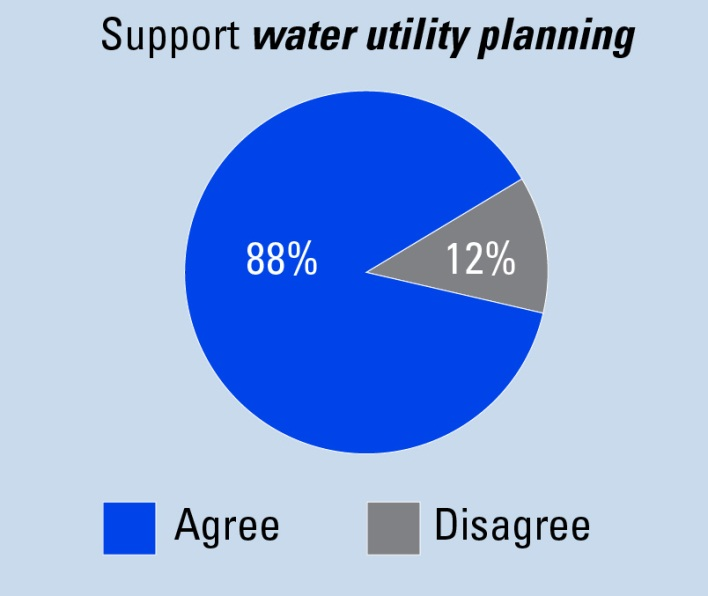 Support water utility planning
88%
12%
Agree
Disagree